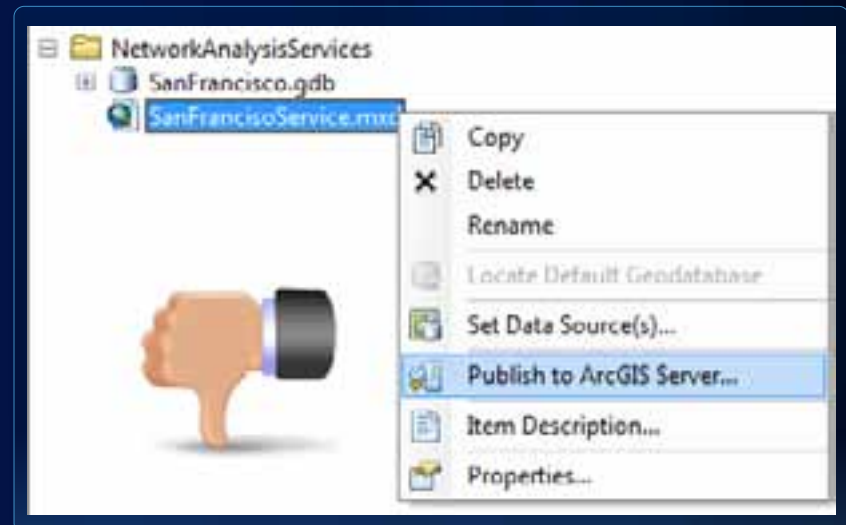 NetworkAnalysisServices
SanFrancisco.gdb
SanFrancisoService.mxd
Copy
Delete
Rename
Locate Default Geodatabase
Set Data Source(s)...
Publish to ArcGIS Server...
Item Description...
Properties...